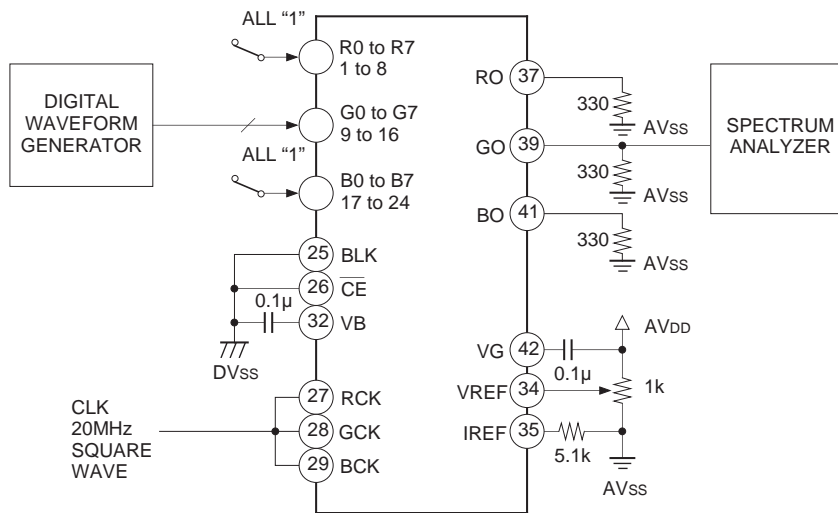 ALL “1”
R0 to R7
1 to 8
DIGITAL
WAVEFORM
GENERATOR
G0 to G7
9 to 16
ALL “1”
B0 to B7
17 to 24
25 BLK
26 CE
0.1µ
32 VB
DVSS
CLK
20MHz
SQUARE
WAVE
27 RCK
28 GCK
29 BCK
RO 37
330
AVSS
GO 39
330
AVSS
BO 41
330
AVSS
SPECTRUM
ANALYZER
AVDD
VG 42
0.1µ
VREF 34
1k
IREF 35
5.1k
AVSS